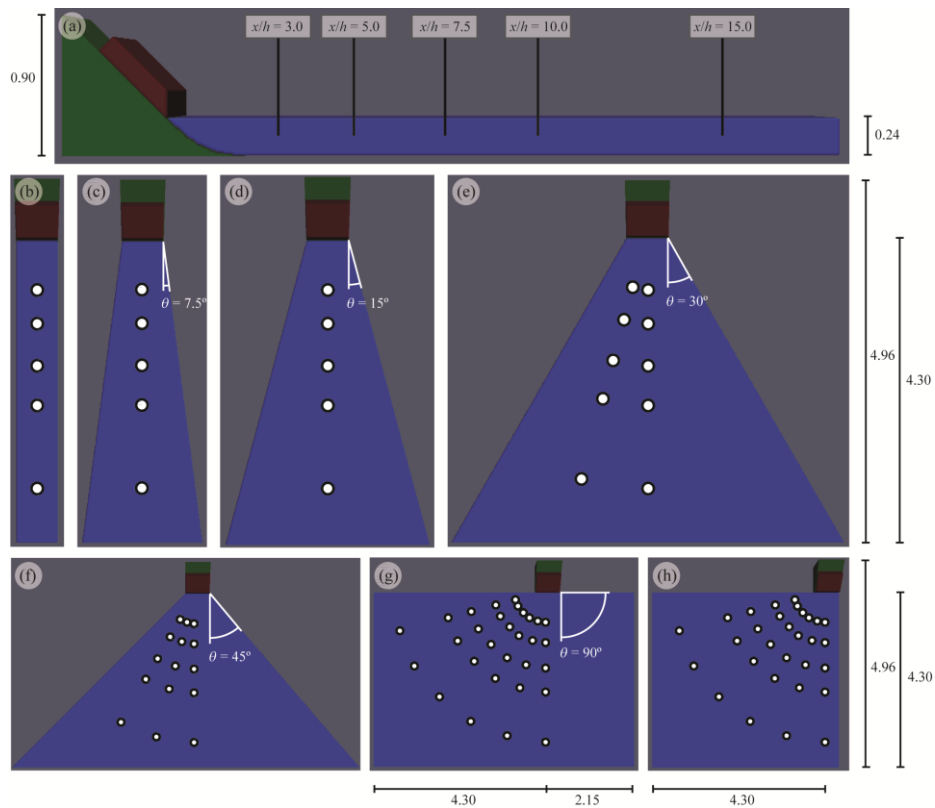 (a)
x/h = 3.0
x/h = 5.0
x/h = 7.5
x/h = 10.0
x/h = 15.0
0.90
0.24
(b)
(c)
(d)
(e)
θ = 7.5º
θ = 15º
θ = 30º
4.96
4.30
(f)
(g)
(h)
θ = 45º
θ = 90º
4.96
4.30
4.30
2.15
4.30